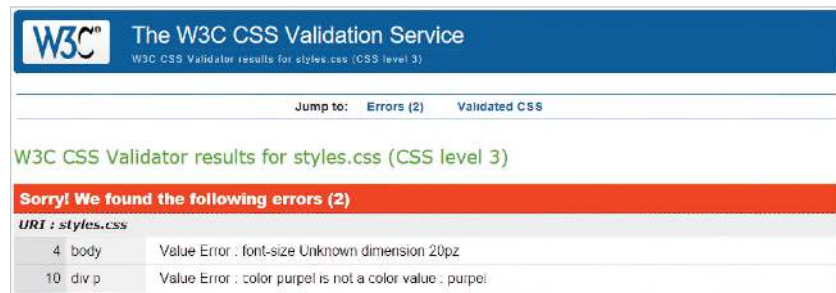 W3C® The W3C CSS Validation Service
W3C CSS Validator results for styles.css (CSS level 3)
Jump to: Errors (2) Validated CSS
W3C CSS Validator results for styles.css (CSS level 3)
Sorry! We found the following errors (2)
URI : styles.css
4 body Value Error : font-size Unknown dimension 20pz
10 div p Value Error : color purpel is not a color value : purpel